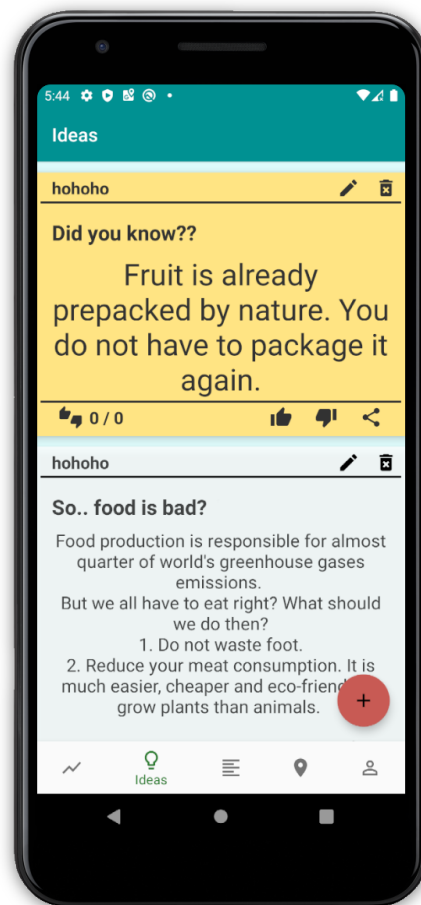 5:44
Ideas
hohoho
Did you know??
Fruit is already
prepacked by nature. You
do not have to package it
again.
0 / 0
hohoho
So.. food is bad?
Food production is responsible for almost
quarter of world's greenhouse gases
emissions.
But we all have to eat right? What should
we do then?
1. Do not waste foot.
2. Reduce your meat consumption. It is
much easier, cheaper and eco-friend
grow plants than animals.
Ideas